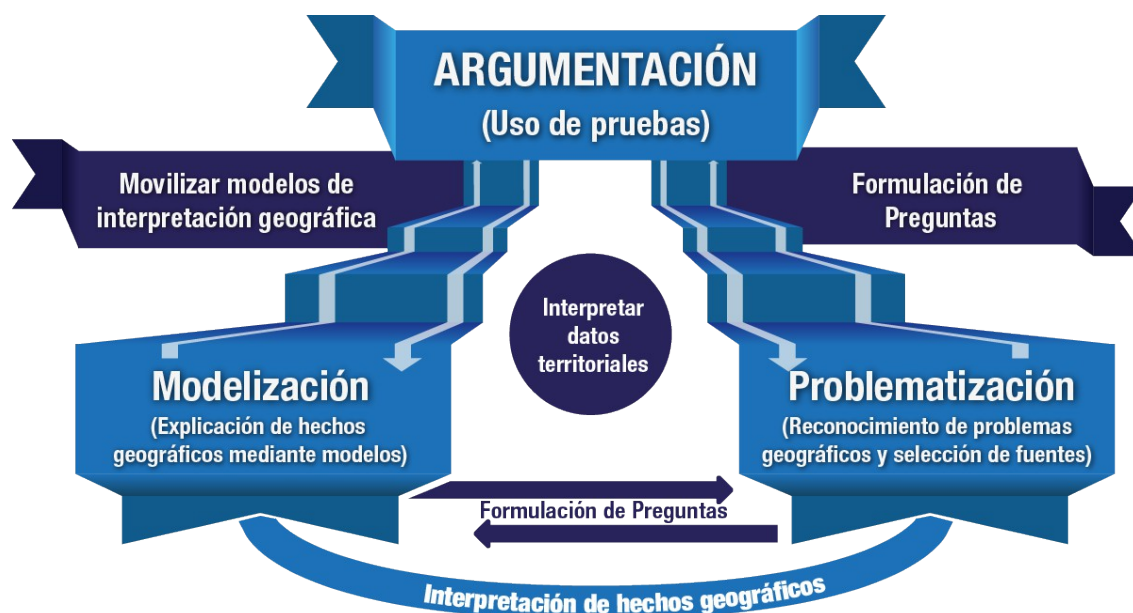 ARGUMENTACIÓN
(Uso de pruebas)
Movilizar modelos de
interpretación geográfica
Formulación de
Preguntas
Interpretar
datos
territoriales
Modelización
(Explicación de hechos
geográficos mediante modelos)
Problematización
(Reconocimiento de problemas
geográficos y selección de fuentes)
Formulación de Preguntas
Interpretación de hechos geográficos